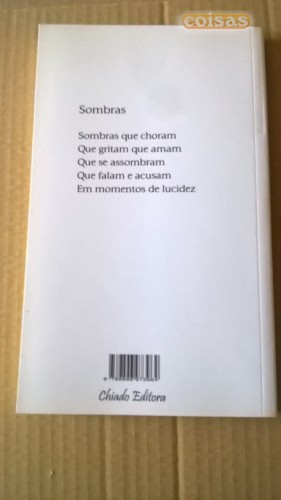 coisas
Sombras
Sombras que choram
Que gritam que amam
Que se assombram
Que falam e acusam
Em momentos de lucidez
Chiado Editora